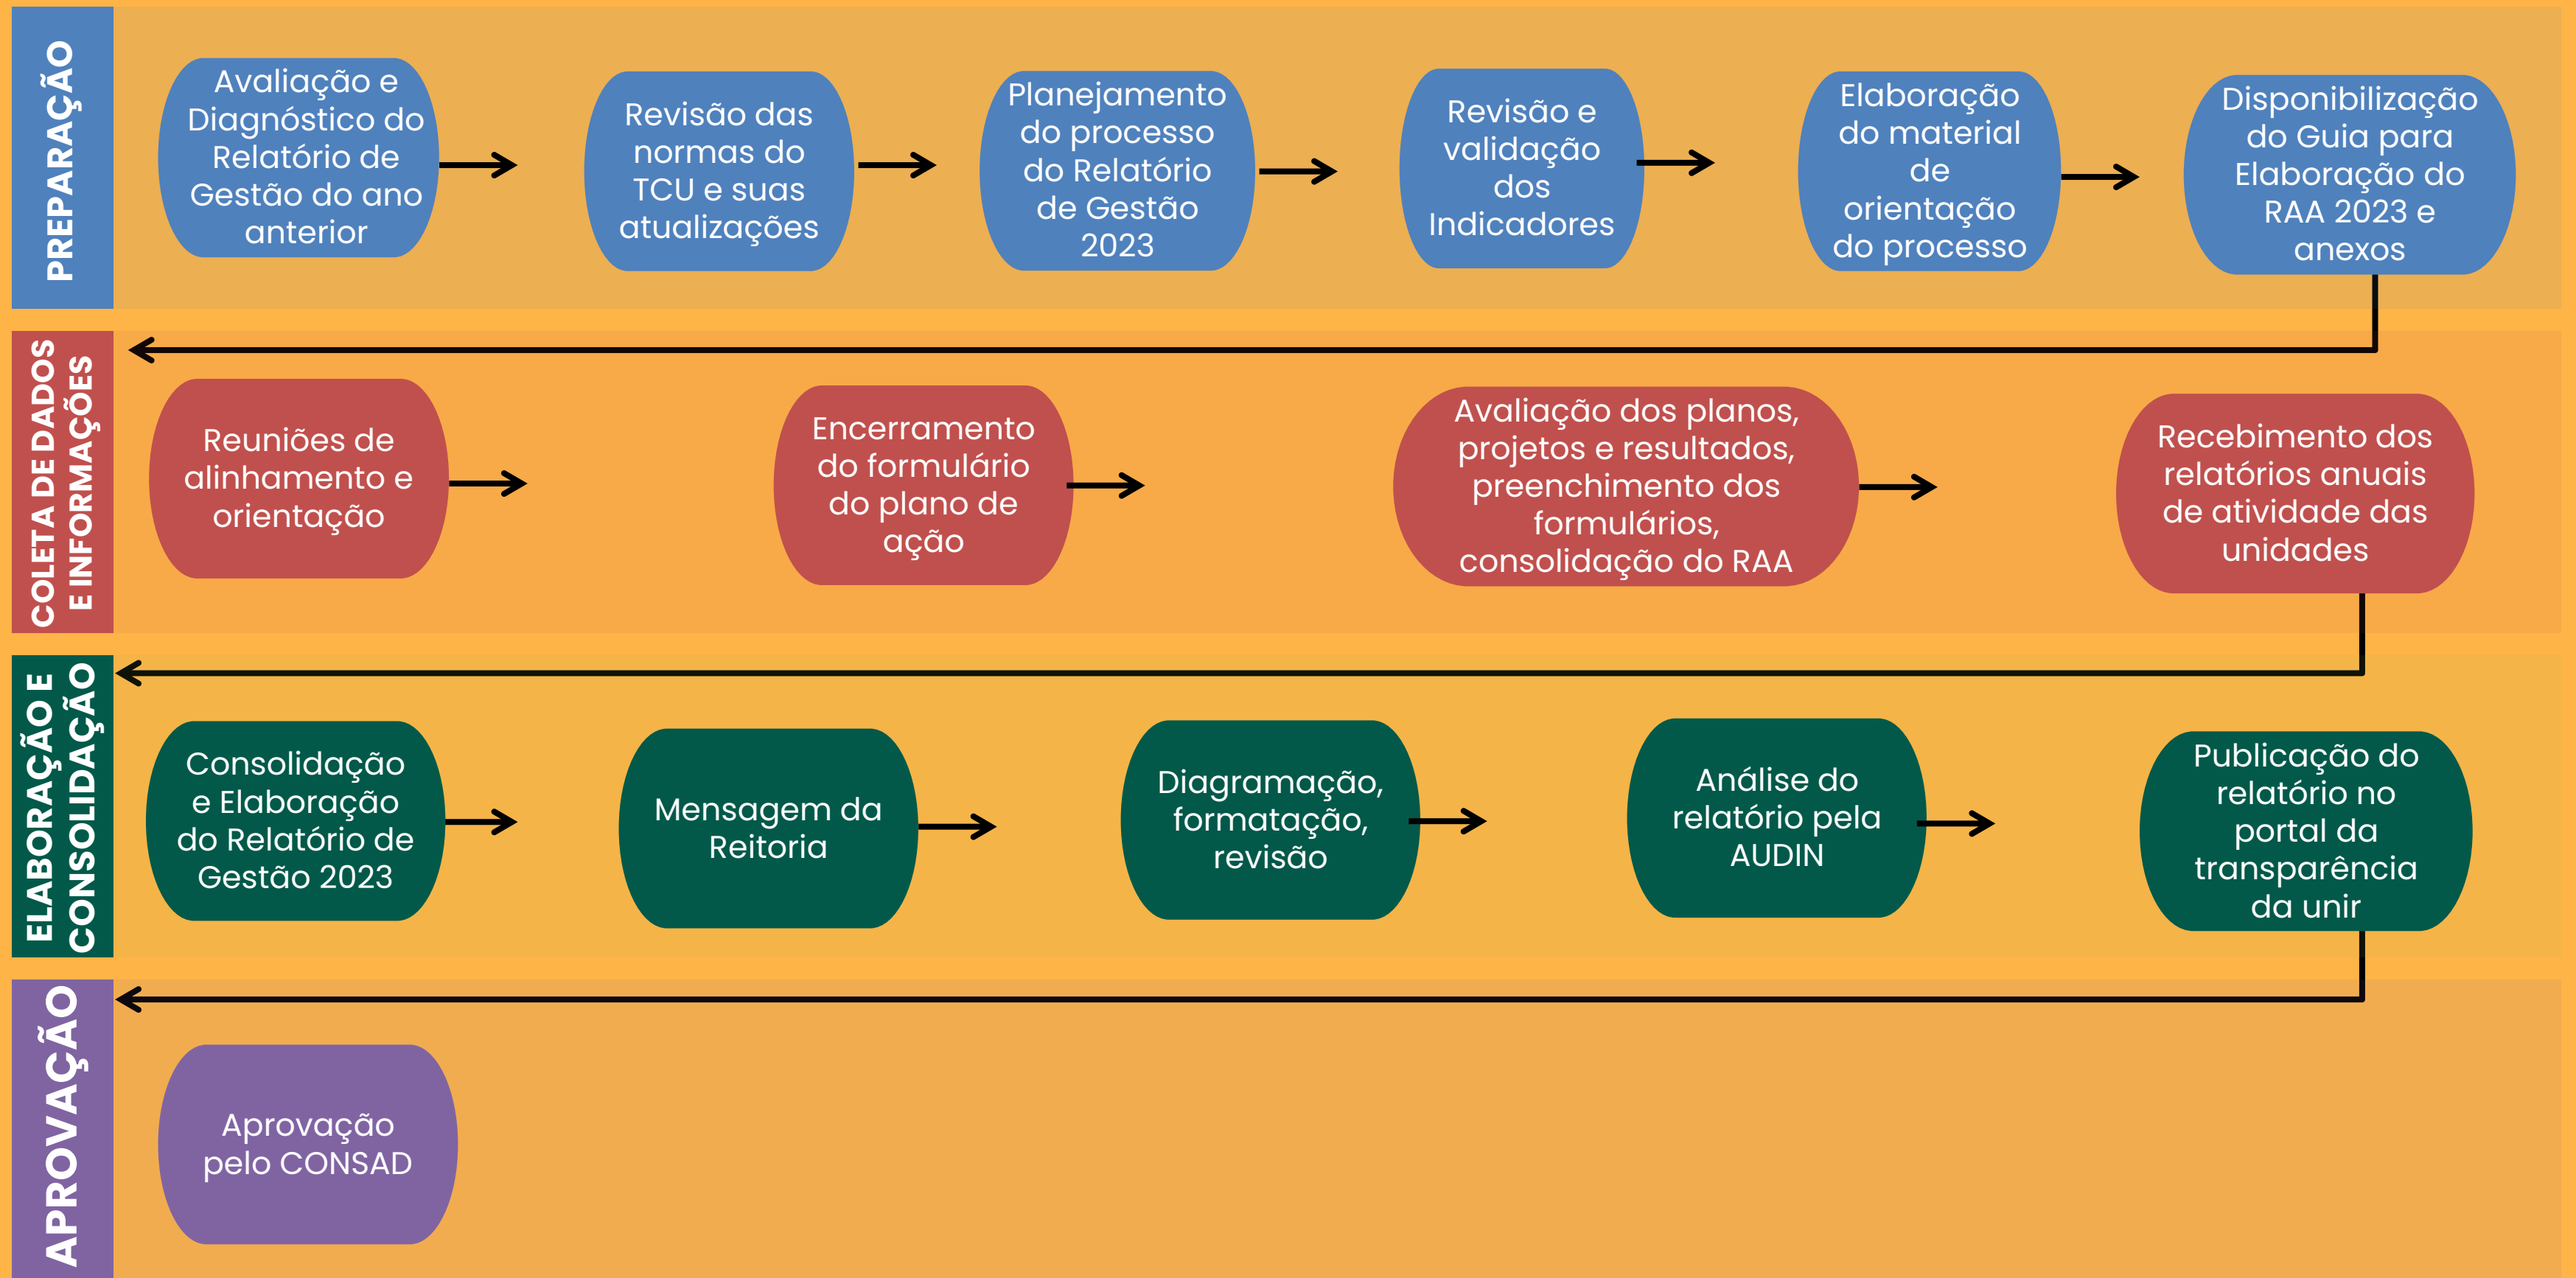 PREPARAÇÃO
Avaliação e
Diagnóstico do
Relatório de
Gestão do ano
anterior
Revisão das
normas do
TCU e suas
atualizações
Planejamento
do processo
do Relatório
de Gestão
2023
Revisão e
validação
dos
Indicadores
Elaboração
do material
de
orientação
do processo
Disponibilização
do Guia para
Elaboração do
RAA 2023 e
anexos
COLETA DE DADOS
E INFORMAÇÕES
Reuniões de
alinhamento e
orientação
Encerramento
do formulário
do plano de
ação
Avaliação dos planos,
projetos e resultados,
preenchimento dos
formulários,
consolidação do RAA
Recebimento dos
relatórios anuais
de atividade das
unidades
ELABORAÇÃO E
CONSOLIDAÇÃO
Consolidação
e Elaboração
do Relatório de
Gestão 2023
Mensagem da
Reitoria
Diagramação,
formatação,
revisão
Análise do
relatório pela
AUDIN
Publicação do
relatório no
portal da
transparência
da unir
APROVAÇÃO
Aprovação
pelo CONSAD